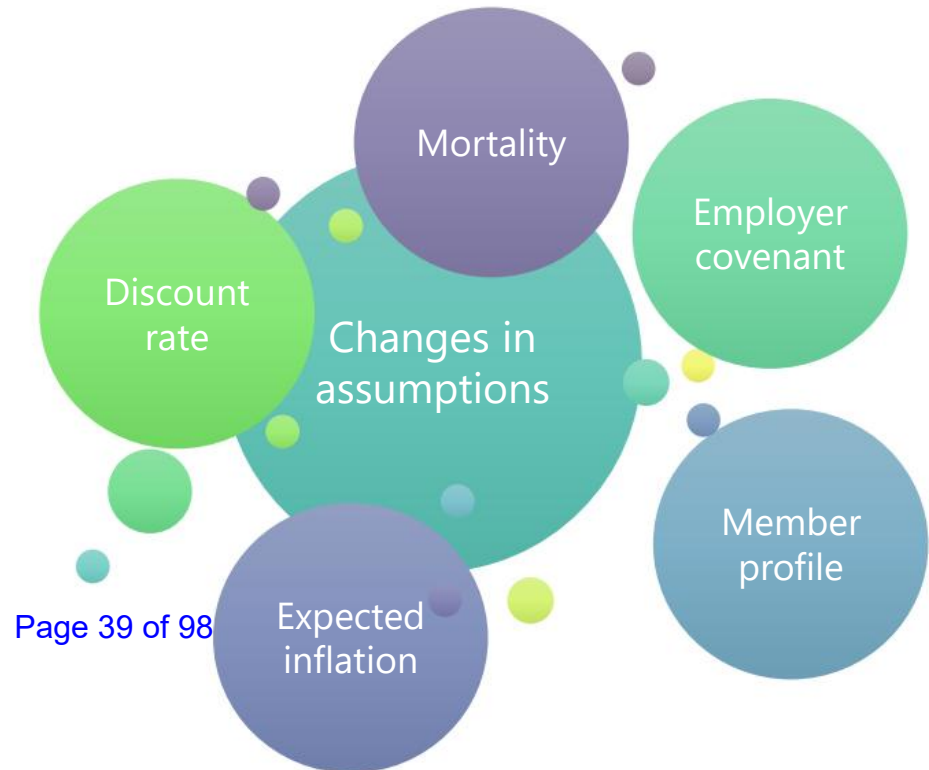 Mortality
Employer
covenant
Discount
rate
Changes in
assumptions
Member
profile
Expected
inflation
Page 39 of 98